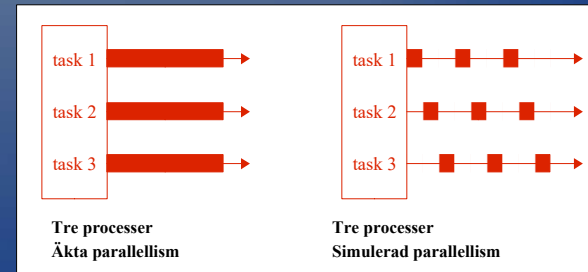 task 1
task 2
task 3
Tre processer
Äkta parallellism
task 1
task 2
task 3
Tre processer
Simulerad parallellism